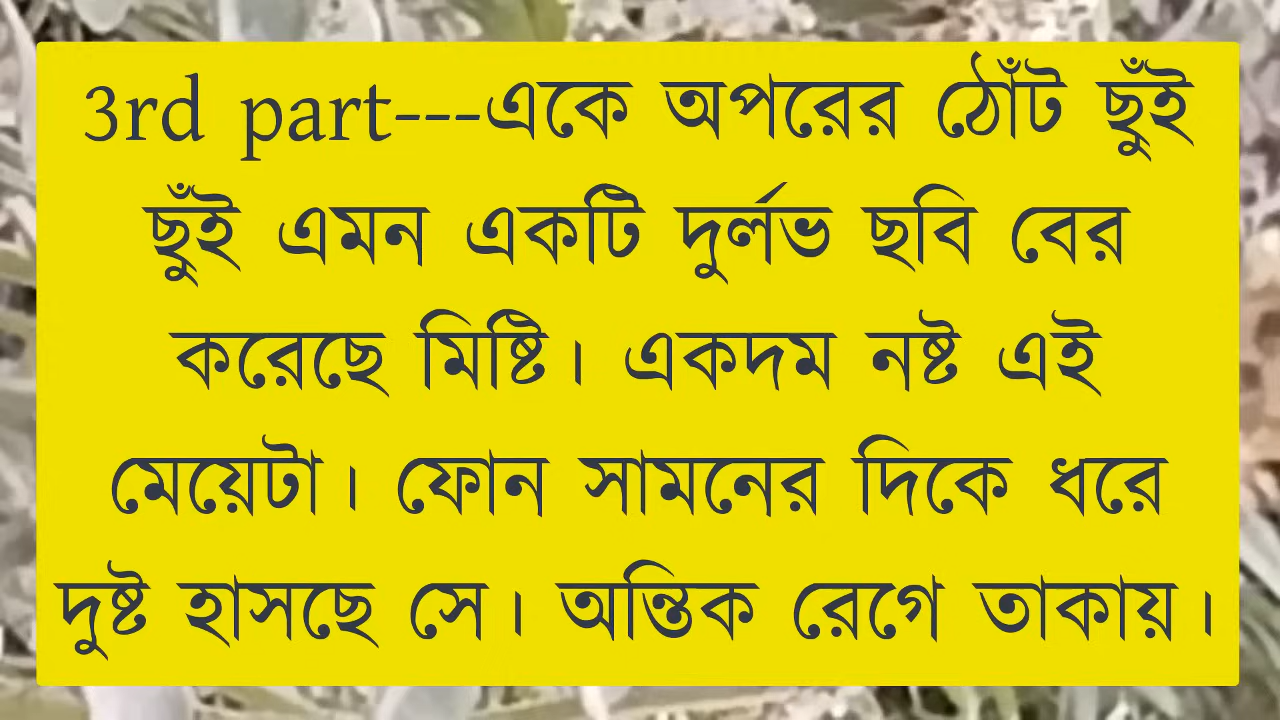 3rd part---একে অপরের ঠোঁট ছুঁই
ছুঁই এমন একটি দুর্লভ ছবি বের
করেছে মিষ্টি। একদম নষ্ট এই
মেয়েটা। ফোন সামনের দিকে ধরে
দুষ্ট হাসছে সে। অন্তিক রেগে তাকায়।